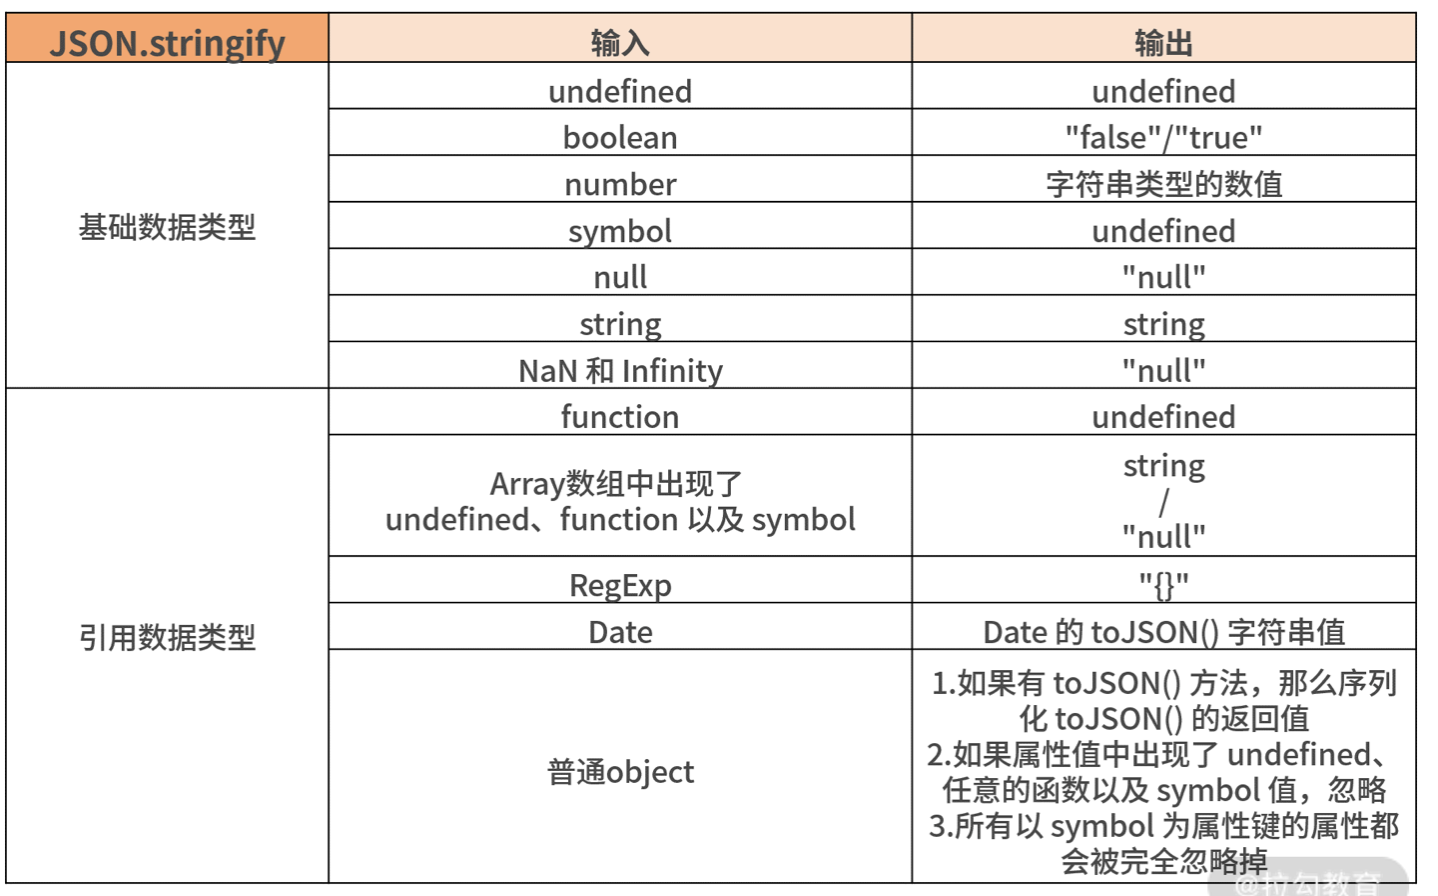 JSON.stringify 输入 输出
基础数据类型
undefined undefined
boolean "false"/"true"
number 字符串类型的数值
symbol undefined
null "null"
string string
NaN 和 Infinity "null"
引用数据类型
function undefined
Array数组中出现了
undefined、function 以及 symbol
string
/
"null"
RegExp "{}"
Date Date 的 toJSON() 字符串值
普通object
1.如果有 toJSON() 方法，那么序列
化 toJSON() 的返回值
2.如果属性值中出现了 undefined、
任意的函数以及 symbol 值，忽略
3.所有以 symbol 为属性键的属性都
会被完全忽略掉
@拉勾教育